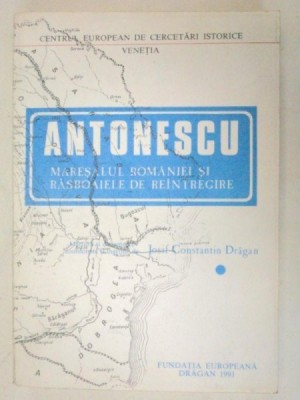 CENTRUL EUROPEAN DE CERCETĂRI ISTORICE
VENEȚIA
ANTONESCU
MAREȘALUL ROMÂNIEI ȘI
RĂSBOAIELE DE REÎNTREGIRE
Iosif Constantin Drăgan
FUNDAȚIA EUROPEANĂ
DRĂGAN 1991